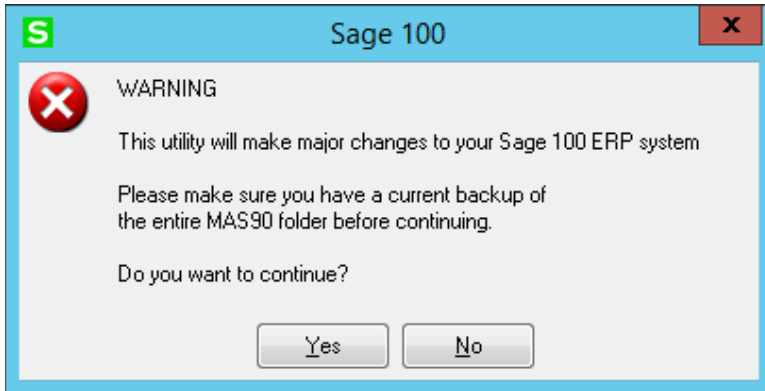 S
Sage 100
x
WARNING
This utility will make major changes to your Sage 100 ERP system
Please make sure you have a current backup of
the entire MAS90 folder before continuing.
Do you want to continue?
Yes
No